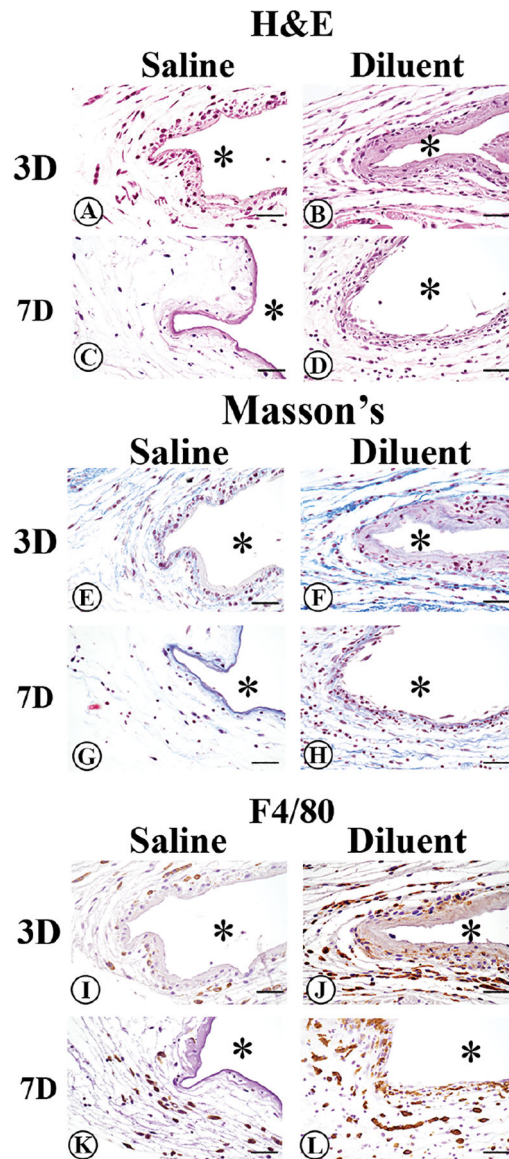 H&E
Saline Diluent
3D
* *
A B
7D
* *
C D
Masson's
Saline Diluent
3D
* *
E F
7D
* *
G H
F4/80
Saline Diluent
3D
* *
I J
7D
* *
K L